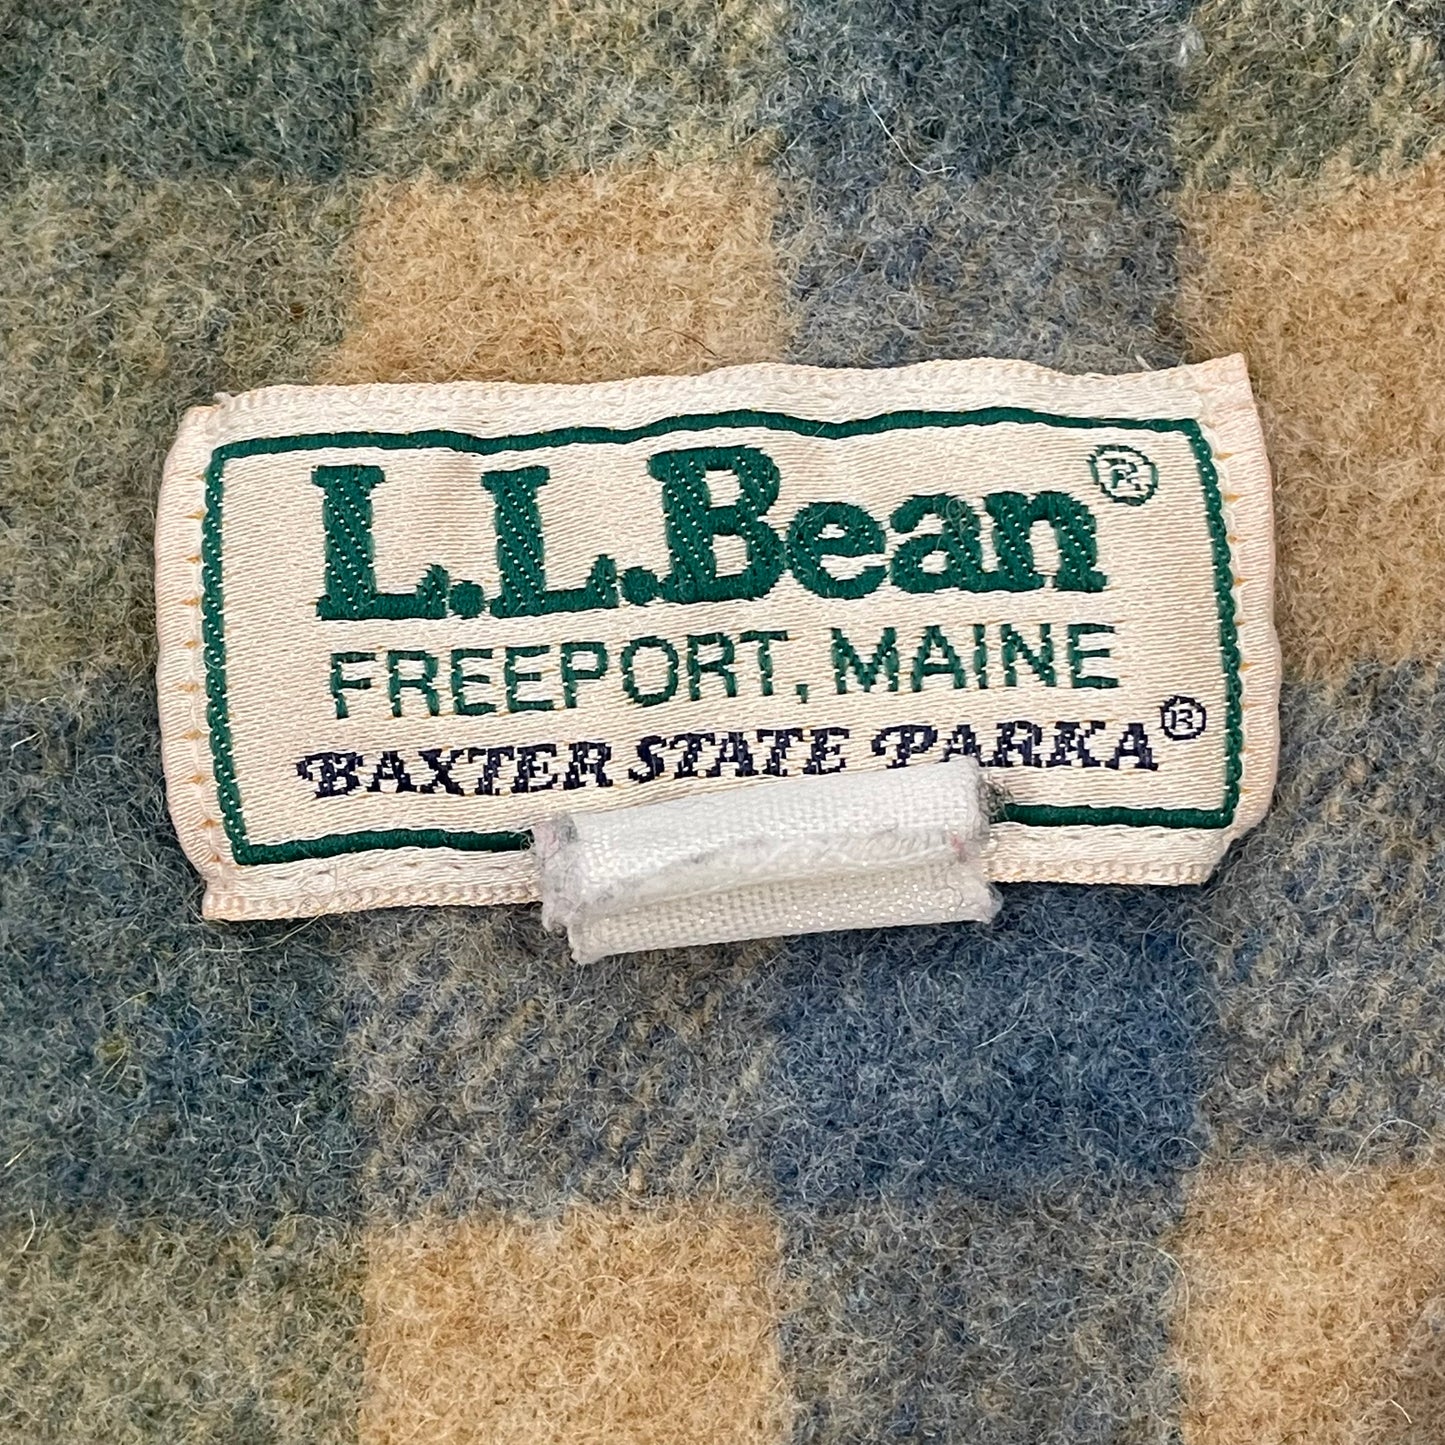 L.L.Bean®
FREEPORT, MAINE
BAXTER STATE PARKA®